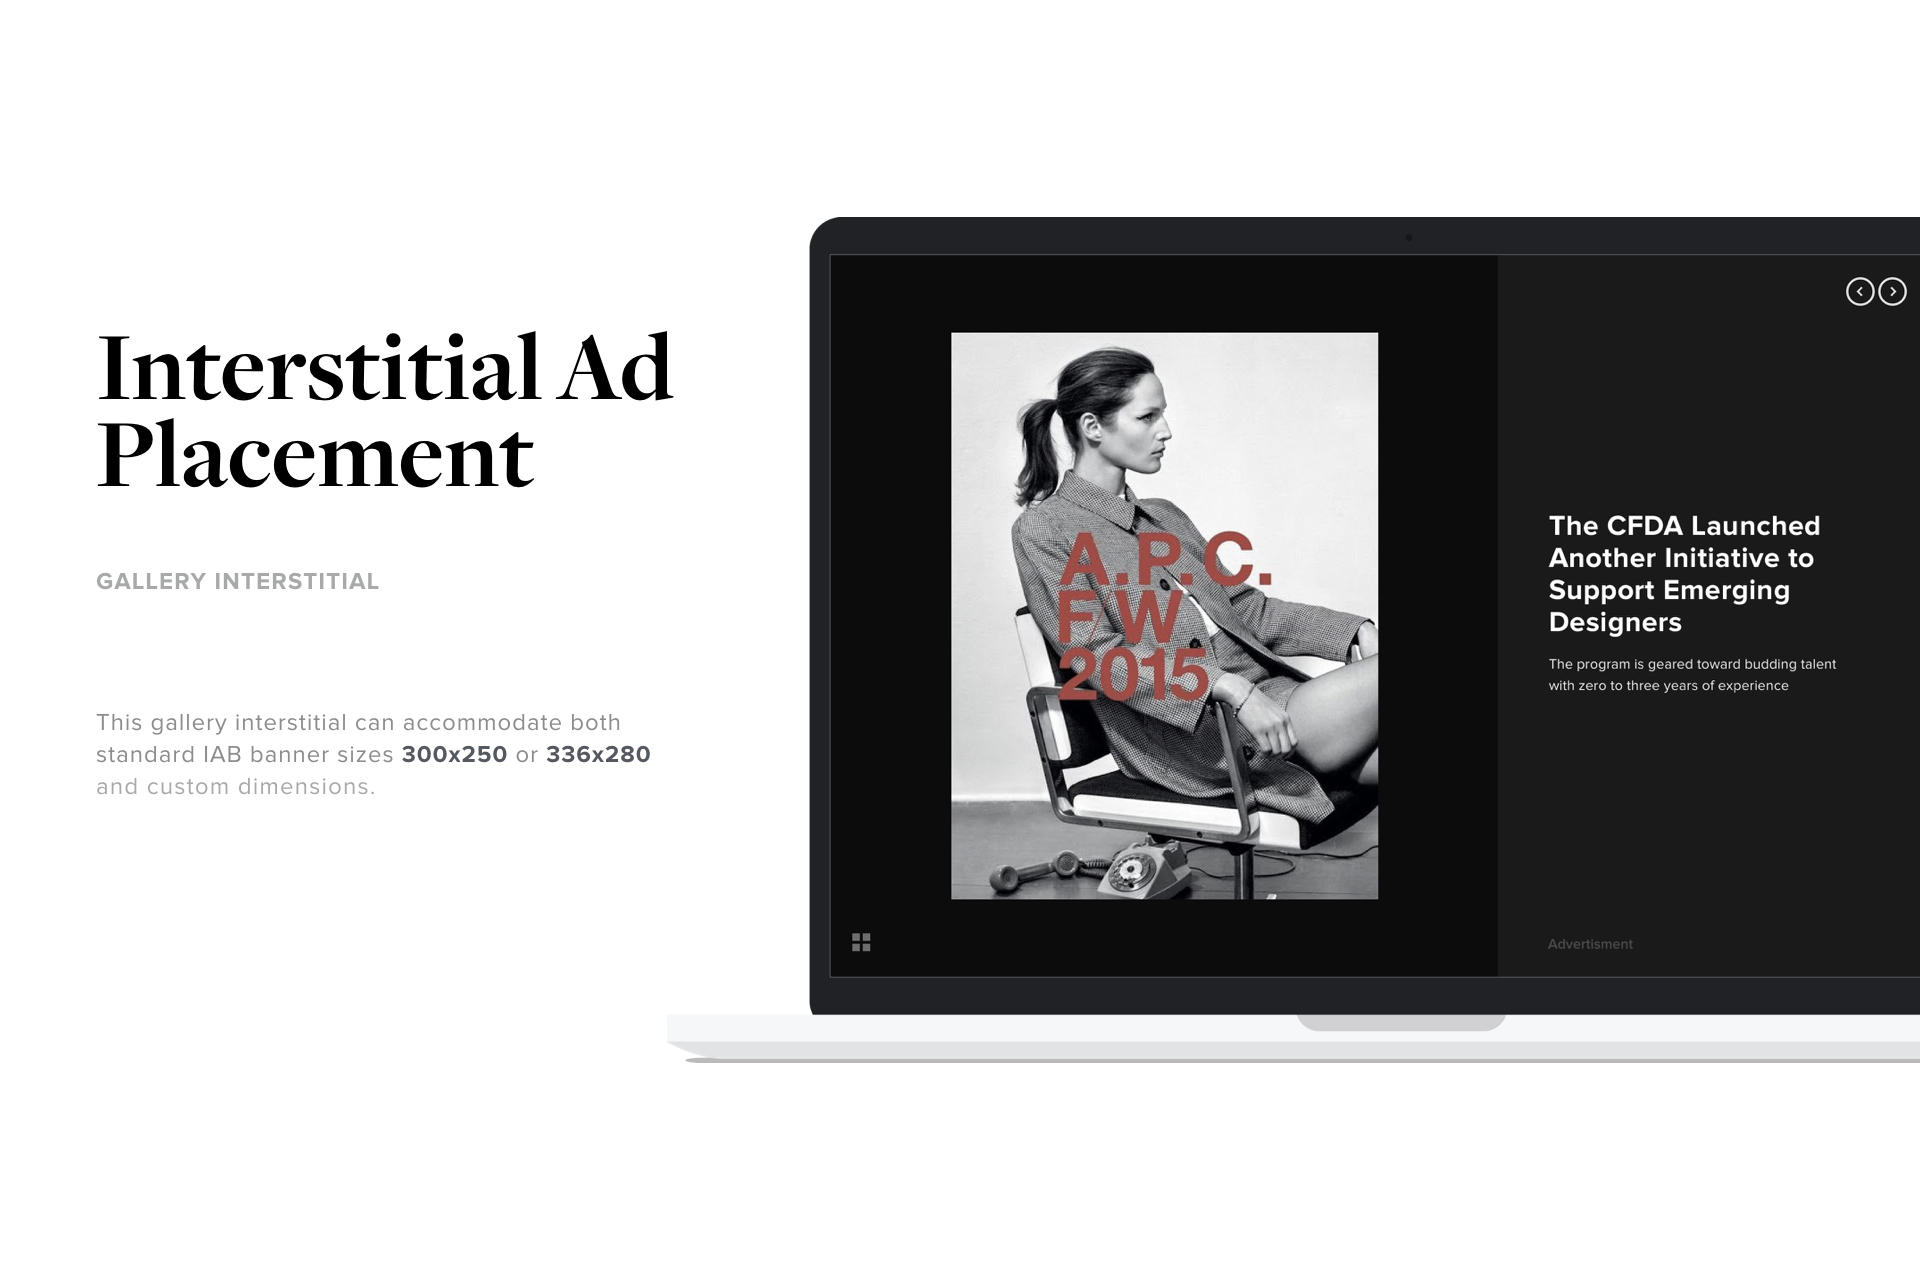 Interstitial Ad
Placement
GALLERY INTERSTITIAL
This gallery interstitial can accommodate both
standard IAB banner sizes 300x250 or 336x280
and custom dimensions.
A.P.C.
F/W
2015
The CFDA Launched
Another Initiative to
Support Emerging
Designers
The program is geared toward budding talent
with zero to three years of experience
Advertisment